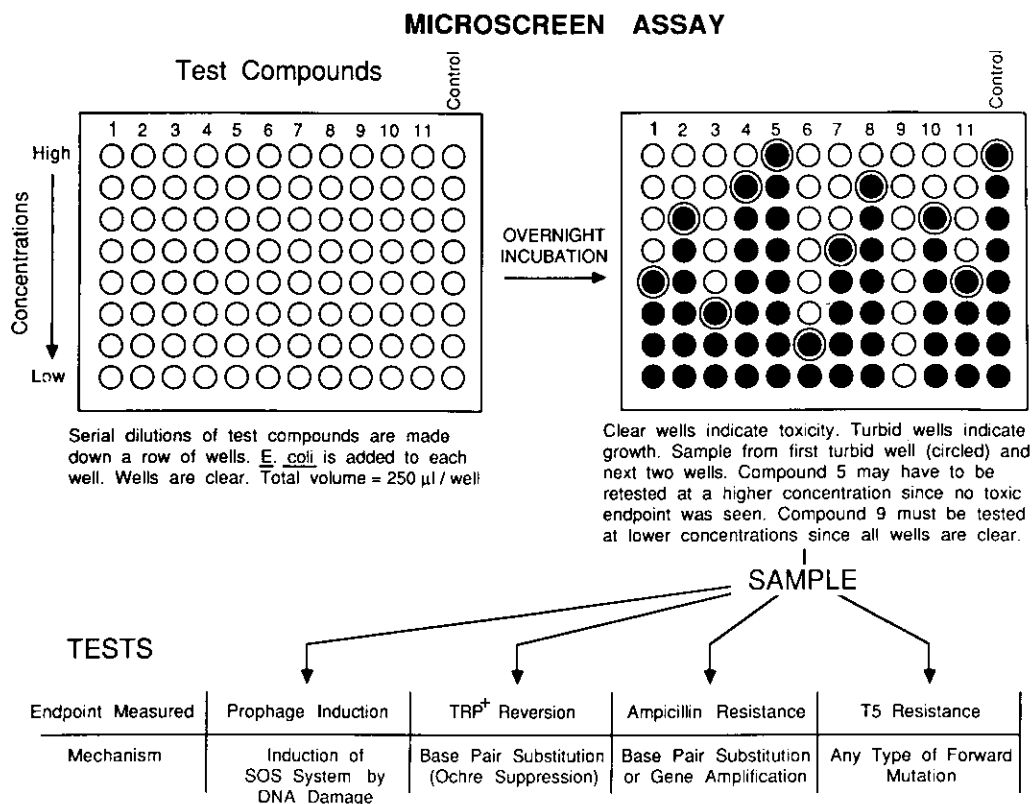 MICROSCREEN ASSAY
Test Compounds
Control
1 2 3 4 5 6 7 8 9 10 11
High
Concentrations
Low
Serial dilutions of test compounds are made
down a row of wells. E. coli is added to each
well. Wells are clear. Total volume = 250 µl / well
OVERNIGHT
INCUBATION
Control
1 2 3 4 5 6 7 8 9 10 11
Clear wells indicate toxicity. Turbid wells indicate
growth. Sample from first turbid well (circled) and
next two wells. Compound 5 may have to be
retested at a higher concentration since no toxic
endpoint was seen. Compound 9 must be tested
at lower concentrations since all wells are clear.
SAMPLE
TESTS
Endpoint Measured Prophage Induction TRP+ Reversion Ampicillin Resistance T5 Resistance
Mechanism Induction of Base Pair Substitution Base Pair Substitution Any Type of Forward
SOS System by (Ochre Suppression) or Gene Amplification Mutation
DNA Damage